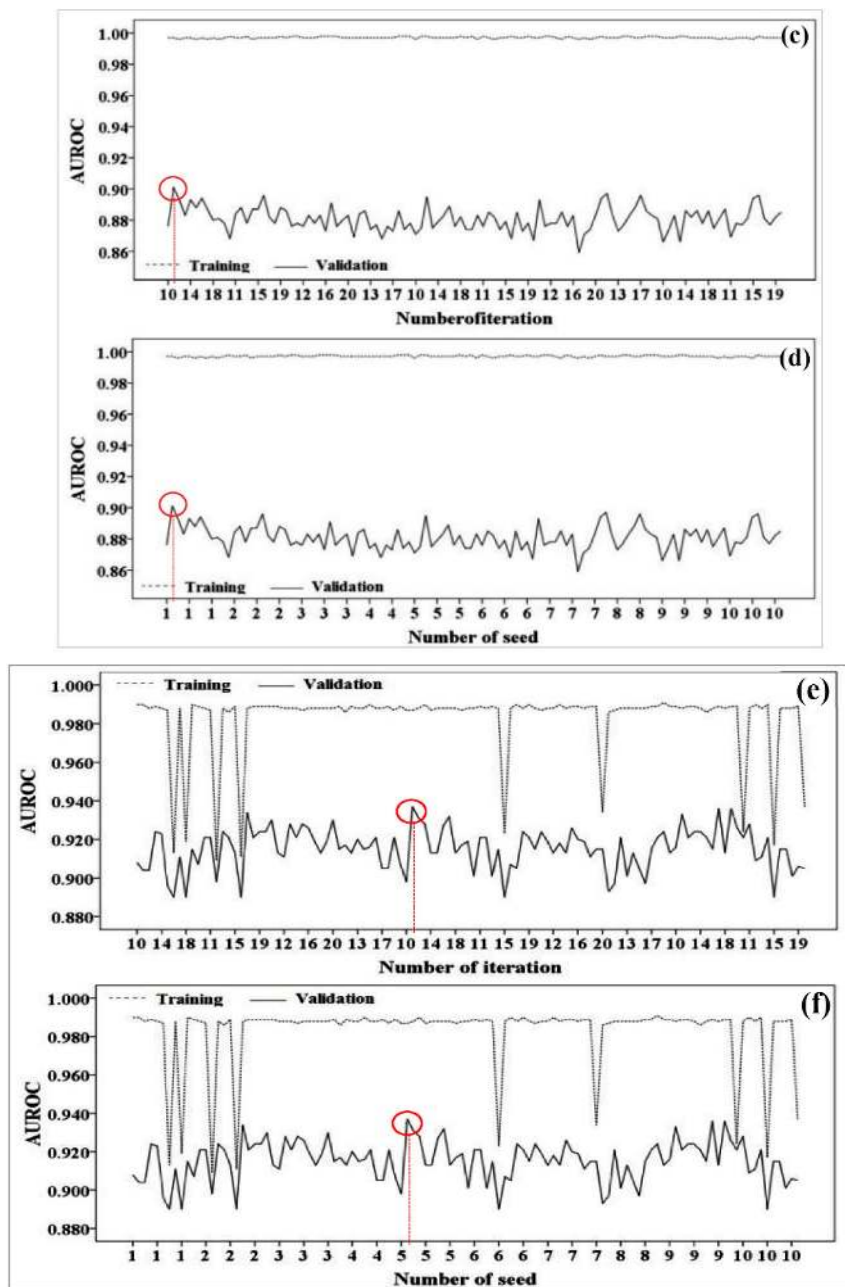 (c)
1.00
0.98
0.96
0.94
0.92
0.90
0.88
0.86
AUROC
Training Validation
10 14 18 11 15 19 12 16 20 13 17 10 14 18 11 15 19 12 16 20 13 17 10 14 18 11 15 19
Numberofiteration
(d)
1.00
0.98
0.96
0.94
0.92
0.90
0.88
0.86
AUROC
Training Validation
1 1 1 2 2 2 3 3 3 4 4 5 5 5 6 6 6 7 7 7 8 8 9 9 9 10 10
Number of seed
(e)
1.000
0.980
0.960
0.940
0.920
0.900
0.880
AUROC
Training Validation
10 14 18 11 15 19 12 16 20 13 17 10 14 18 11 15 19 12 16 20 13 17 10 14 18 11 15 19
Number of iteration
(f)
1.000
0.980
0.960
0.940
0.920
0.900
0.880
AUROC
Training Validation
1 1 1 2 2 2 3 3 3 4 4 5 5 5 6 6 6 7 7 7 8 8 9 9 9 10 10 10
Number of seed